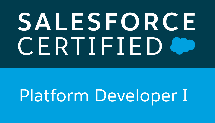 SALESFORCE
CERTIFIED
Platform Developer I